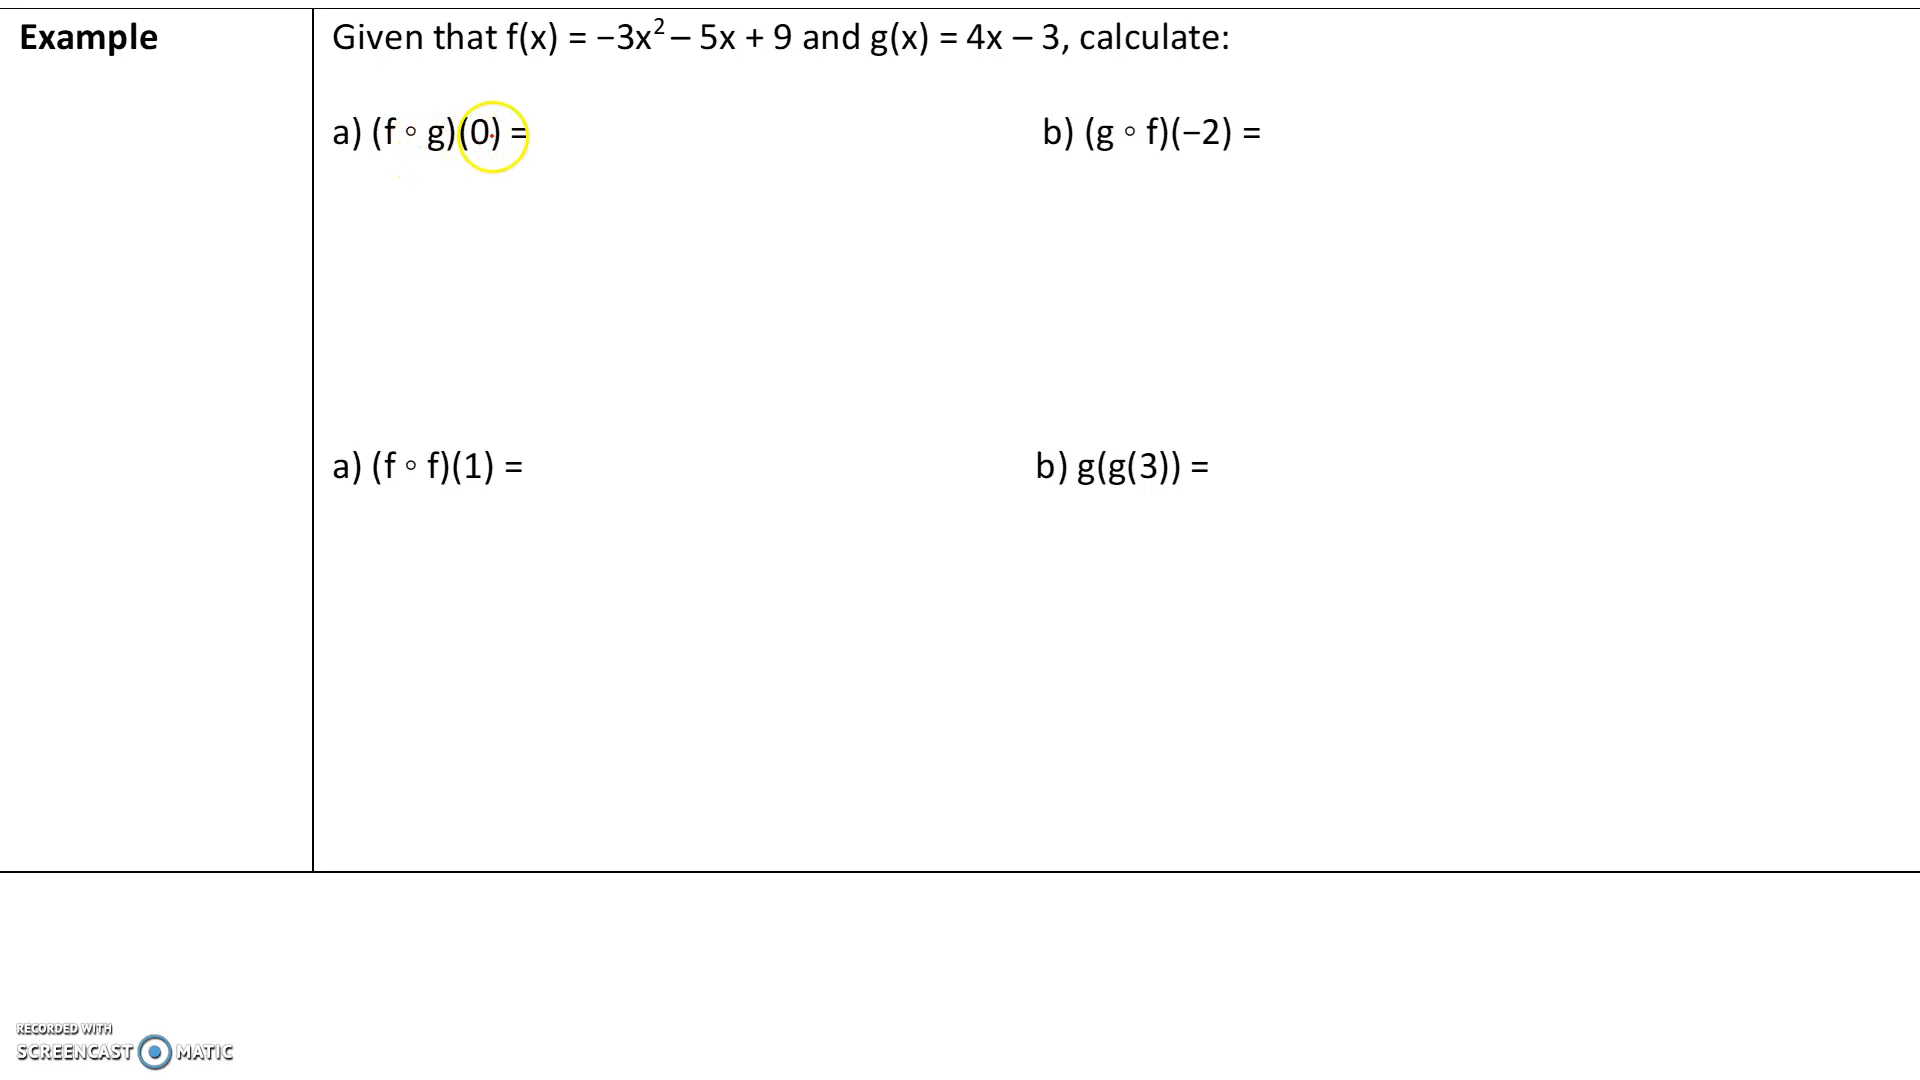 Example
Given that f(x) = −3x² – 5x + 9 and g(x) = 4x – 3, calculate:
a) (f ∘ g)(0) =
b) (g ∘ f)(−2) =
a) (f ∘ f)(1) =
b) g(g(3)) =
RECORDED WITH
SCREENCAST MATIC